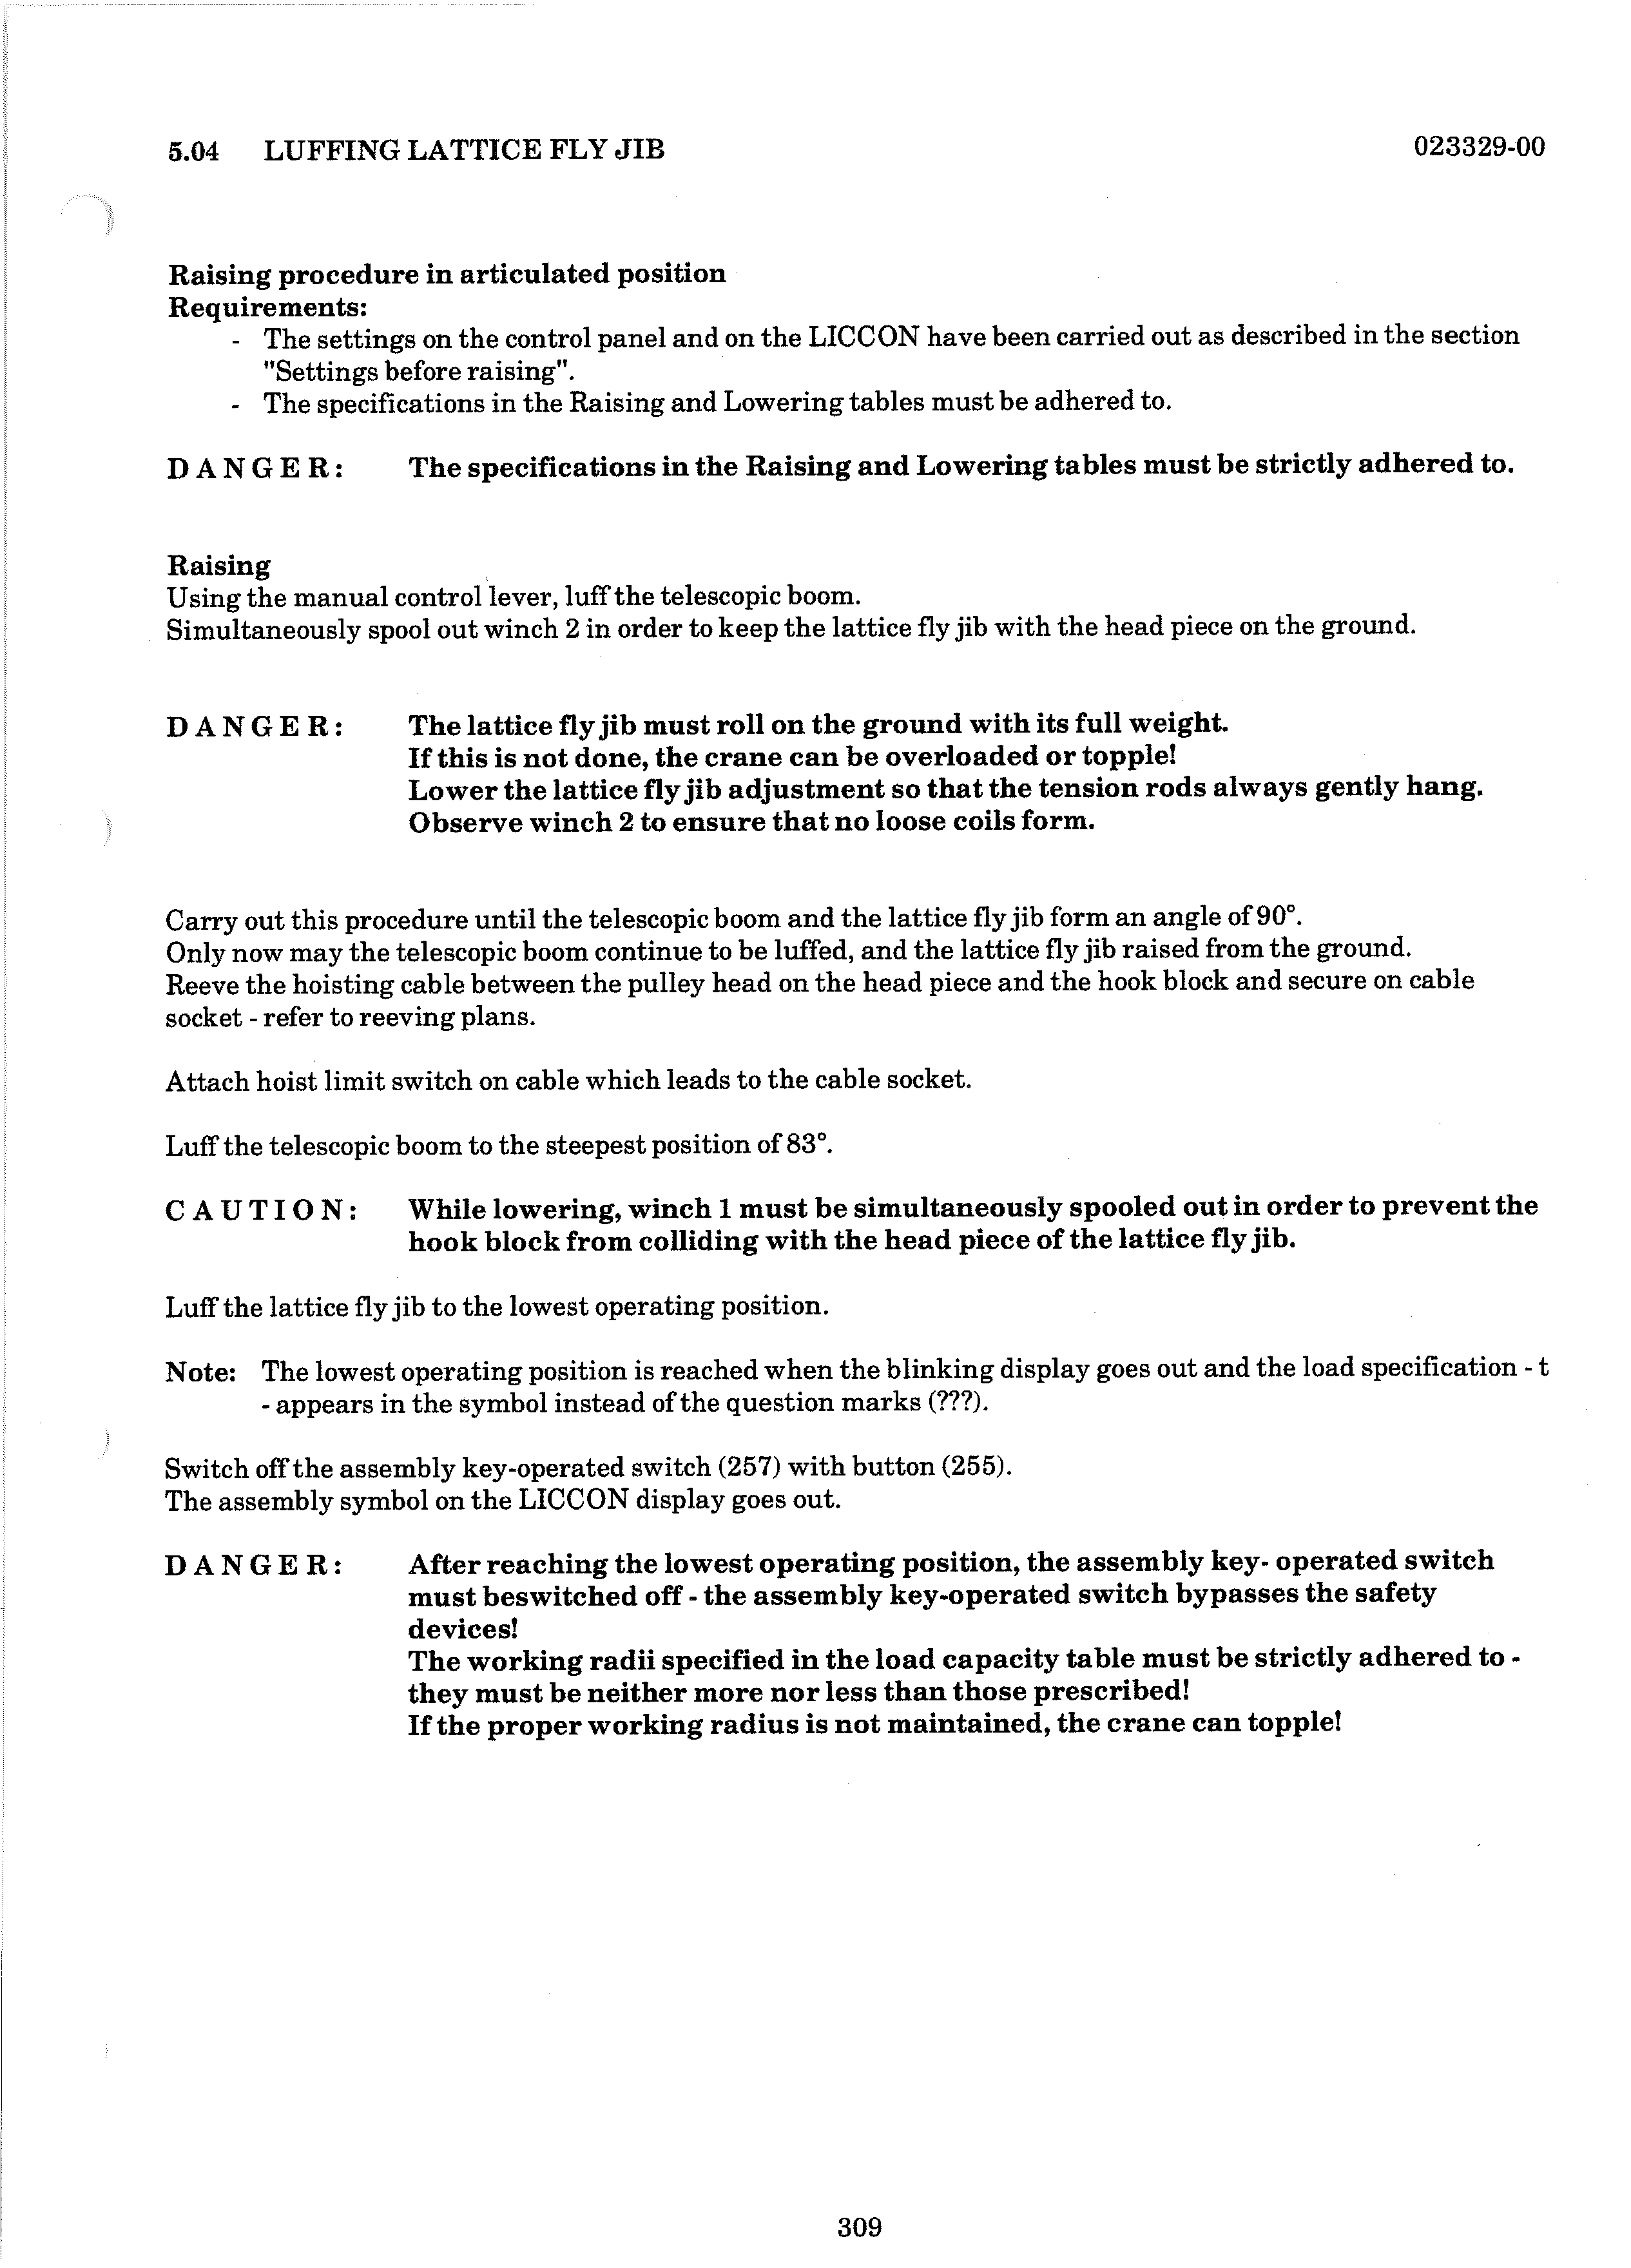 5.04 LUFFING LATTICE FLY JIB 023329-00
Raising procedure in articulated position
Requirements:
- The settings on the control panel and on the LICCON have been carried out as described in the section
"Settings before raising".
- The specifications in the Raising and Lowering tables must be adhered to.
DANGER: The specifications in the Raising and Lowering tables must be strictly adhered to.
Raising
Using the manual control lever, luff the telescopic boom.
Simultaneously spool out winch 2 in order to keep the lattice fly jib with the head piece on the ground.
DANGER: The lattice fly jib must roll on the ground with its full weight.
If this is not done, the crane can be overloaded or topple!
Lower the lattice fly jib adjustment so that the tension rods always gently hang.
Observe winch 2 to ensure that no loose coils form.
Carry out this procedure until the telescopic boom and the lattice fly jib form an angle of 90°.
Only now may the telescopic boom continue to be luffed, and the lattice fly jib raised from the ground.
Reeve the hoisting cable between the pulley head on the head piece and the hook block and secure on cable
socket - refer to reeving plans.
Attach hoist limit switch on cable which leads to the cable socket.
Luff the telescopic boom to the steepest position of 83°.
CAUTION: While lowering, winch 1 must be simultaneously spooled out in order to prevent the
hook block from colliding with the head piece of the lattice fly jib.
Luff the lattice fly jib to the lowest operating position.
Note: The lowest operating position is reached when the blinking display goes out and the load specification - t
- appears in the symbol instead of the question marks (???).
Switch off the assembly key-operated switch (257) with button (255).
The assembly symbol on the LICCON display goes out.
DANGER: After reaching the lowest operating position, the assembly key- operated switch
must beswitched off - the assembly key-operated switch bypasses the safety
devices!
The working radii specified in the load capacity table must be strictly adhered to -
they must be neither more nor less than those prescribed!
If the proper working radius is not maintained, the crane can topple!
309